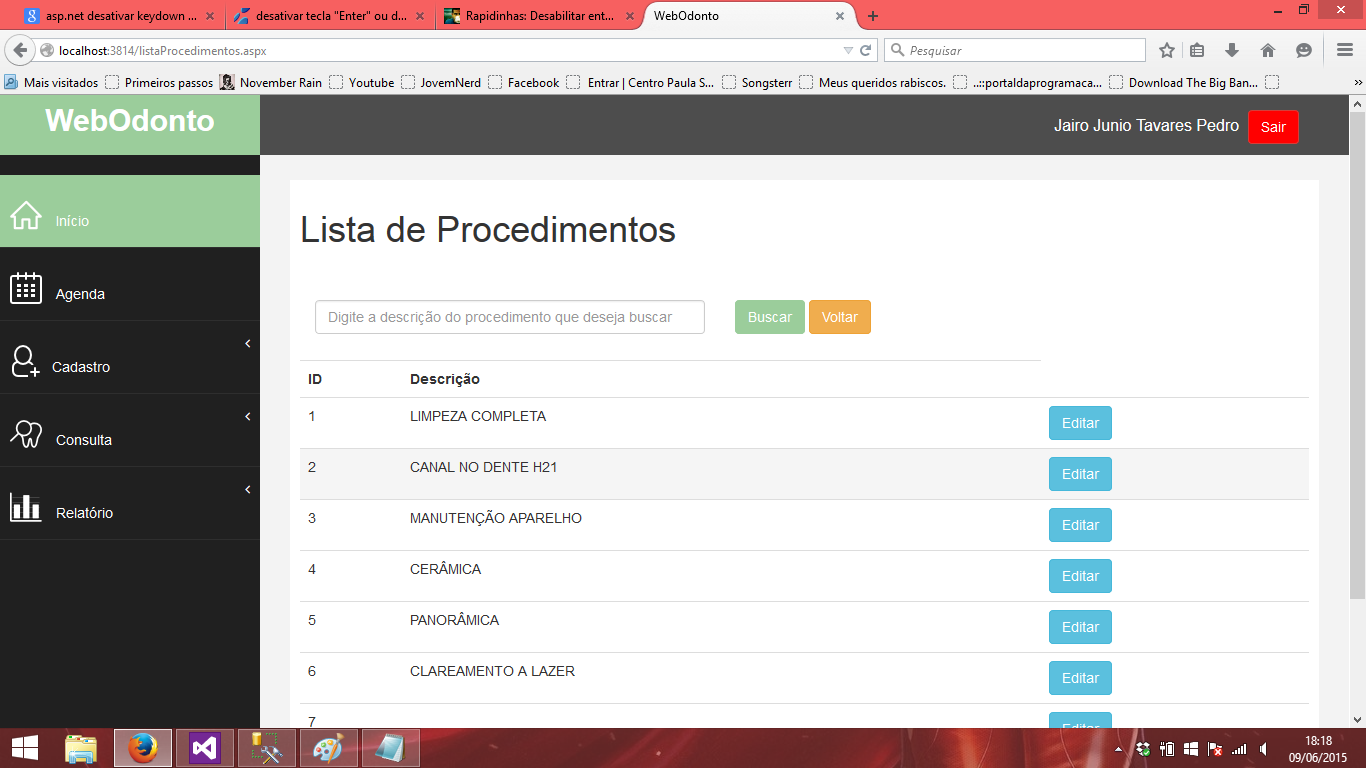 asp.net desativar keydown ...
desativar tecla "Enter" ou d...
Rapidinhas: Desabilitar ent...
WebOdonto
localhost:3814/listaProcedimentos.aspx
Pesquisar
Mais visitados
Primeiros passos
November Rain
Youtube
JovemNerd
Facebook
Entrar | Centro Paula S...
Songsterr
Meus queridos rabiscos.
..::portaldaprogramaca...
Download The Big Ban...
WebOdonto
Jairo Junio Tavares Pedro
Sair
Início
Agenda
Cadastro
Consulta
Relatório
Lista de Procedimentos
Digite a descrição do procedimento que deseja buscar
Buscar
Voltar
ID Descrição
1 LIMPEZA COMPLETA Editar
2 CANAL NO DENTE H21 Editar
3 MANUTENÇÃO APARELHO Editar
4 CERÂMICA Editar
5 PANORÂMICA Editar
6 CLAREAMENTO A LAZER Editar
7 Editar
18:18
09/06/2015